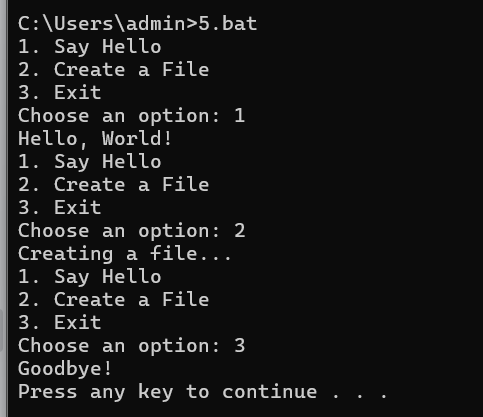 C:\Users\admin>5.bat
1. Say Hello
2. Create a File
3. Exit
Choose an option: 1
Hello, World!
1. Say Hello
2. Create a File
3. Exit
Choose an option: 2
Creating a file...
1. Say Hello
2. Create a File
3. Exit
Choose an option: 3
Goodbye!
Press any key to continue . . .